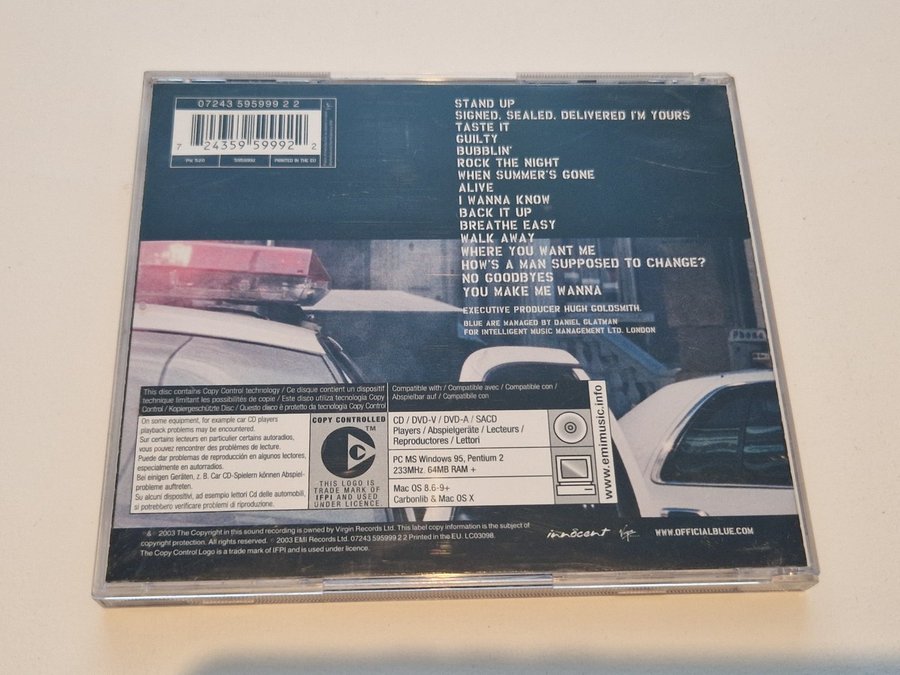 07243 595999 2 2
7 24359 59992 2
PM 520 5959992 PRINTED IN THE EU
STAND UP
SIGNED, SEALED, DELIVERED I'M YOURS
TASTE IT
GUILTY
BUBBLIN'
ROCK THE NIGHT
WHEN SUMMER'S GONE
ALIVE
I WANNA KNOW
BACK IT UP
BREATHE EASY
WALK AWAY
WHERE YOU WANT ME
HOW'S A MAN SUPPOSED TO CHANGE?
NO GOODBYES
YOU MAKE ME WANNA
EXECUTIVE PRODUCER HUGH GOLDSMITH.
BLUE ARE MANAGED BY DANIEL GLATMAN
FOR INTELLIGENT MUSIC MANAGEMENT LTD. LONDON
Phone
This disc contains Copy Control technology / Ce disque contient un dispositif
technique limitant les possibilités de copie / Este disco utiliza tecnologia Copy
Control / Kopiergeschützte Disc / Questo disco è protetto da tecnologia Copy Control
On some equipment, for example car CD players
playback problems may be encountered.
Sur certains lecteurs en particulier certains autoradios,
vous pouvez rencontrer des problèmes de lecture.
Puede dar problemas de reproducción en algunos lectores,
especialmente en autorradios.
Bei einigen Geräten, z. B. Car CD-Spielern können Abspiel-
probleme auftreten.
Su alcuni dispositivi, ad esempio lettori Cd delle automobili,
si potrebbero verificare problemi di riproduzione.
COPY CONTROLLED
TM
THIS LOGO IS
TRADE MARK OF
IFPI AND USED
UNDER LICENCE.
Compatible with / Compatible avec / Compatible con /
Abspielbar auf / Compatibile con
CD / DVD-V / DVD-A / SACD
Players / Abspielgeräte / Lecteurs /
Reproductores / Lettori
PC MS Windows 95, Pentium 2
233MHz, 64MB RAM +
Mac OS 8.6-9+
Carbonlib & Mac OS X
www.emimusic.info
& © 2003 The Copyright in this sound recording is owned by Virgin Records Ltd. This label copy information is the subject of
copyright protection. All rights reserved. © 2003 EMI Records Ltd. 07243 595999 2 2 Printed in the EU. LC03098.
The Copy Control Logo is a trade mark of IFPI and is used under licence.
innocent Virgin WWW.OFFICIALBLUE.COM